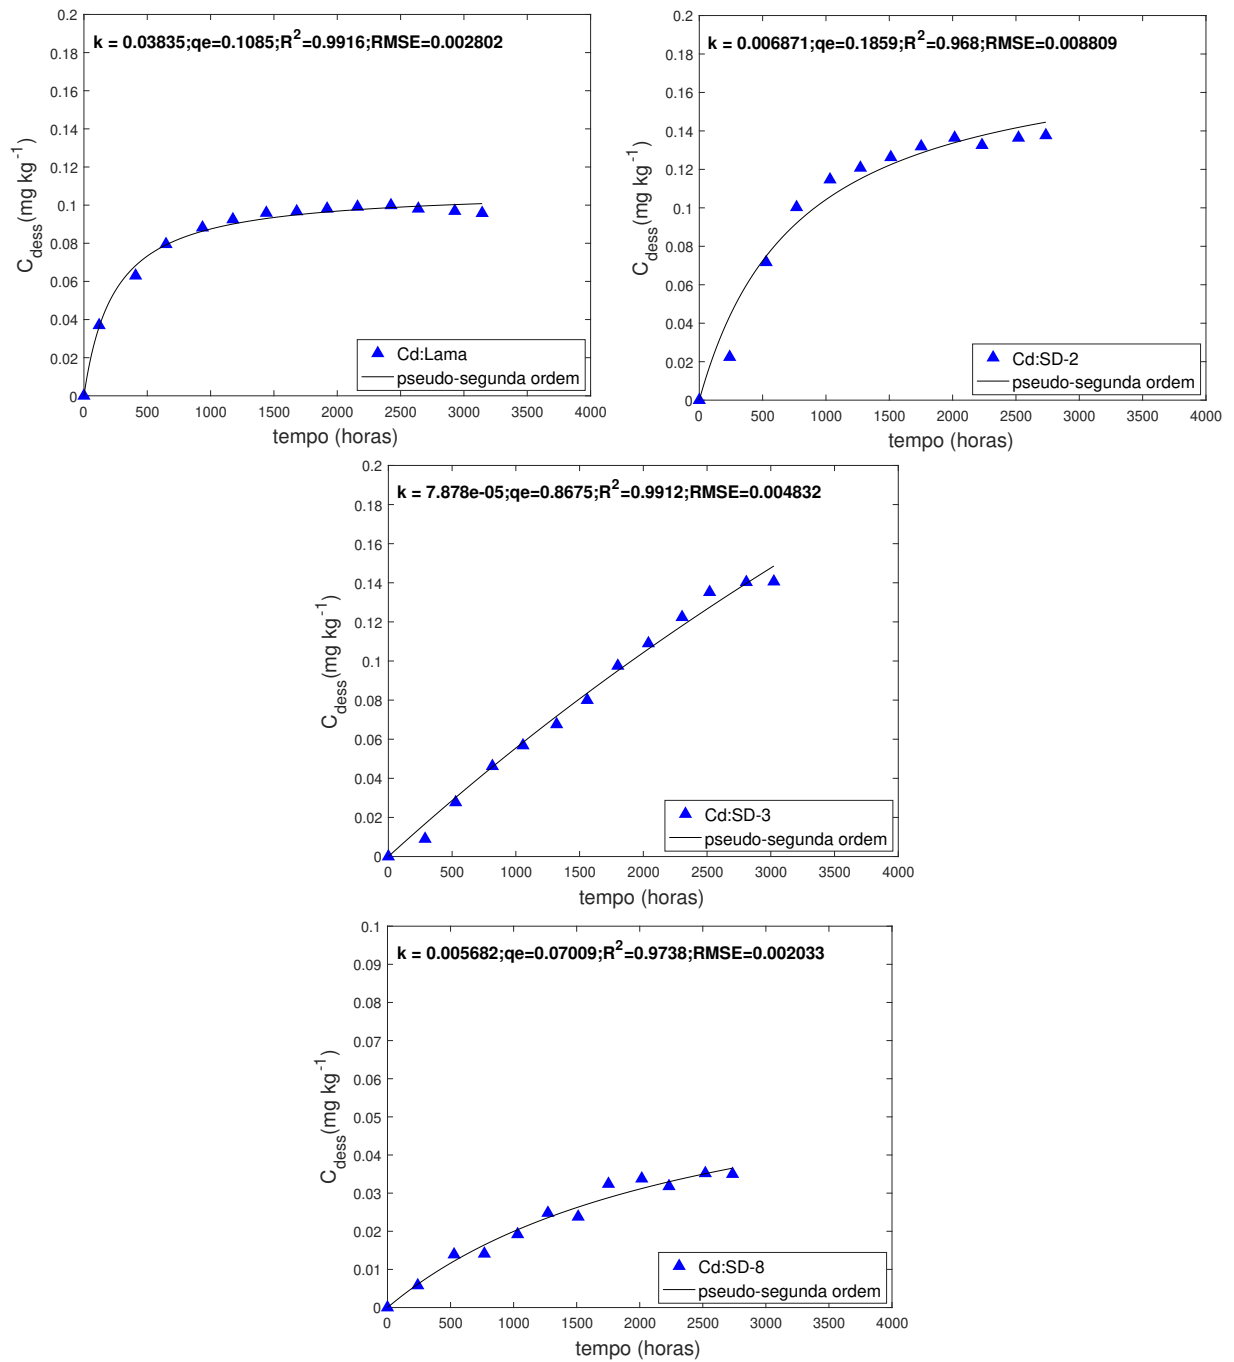 k = 0.03835;qe=0.1085;R²=0.9916;RMSE=0.002802
0.2
0.18
0.16
0.14
0.12
0.1
0.08
0.06
0.04
0.02
0
C_dess(mg kg⁻¹)
Cd:Lama
pseudo-segunda ordem
0 500 1000 1500 2000 2500 3000 3500 4000
tempo (horas)
k = 0.006871;qe=0.1859;R²=0.968;RMSE=0.008809
0.2
0.18
0.16
0.14
0.12
0.1
0.08
0.06
0.04
0.02
0
C_dess(mg kg⁻¹)
Cd:SD-2
pseudo-segunda ordem
0 500 1000 1500 2000 2500 3000 3500 4000
tempo (horas)
k = 7.878e-05;qe=0.8675;R²=0.9912;RMSE=0.004832
0.2
0.18
0.16
0.14
0.12
0.1
0.08
0.06
0.04
0.02
0
C_dess(mg kg⁻¹)
Cd:SD-3
pseudo-segunda ordem
0 500 1000 1500 2000 2500 3000 3500 4000
tempo (horas)
k = 0.005682;qe=0.07009;R²=0.9738;RMSE=0.002033
0.1
0.09
0.08
0.07
0.06
0.05
0.04
0.03
0.02
0.01
0
C_dess(mg kg⁻¹)
Cd:SD-8
pseudo-segunda ordem
0 500 1000 1500 2000 2500 3000 3500 4000
tempo (horas)